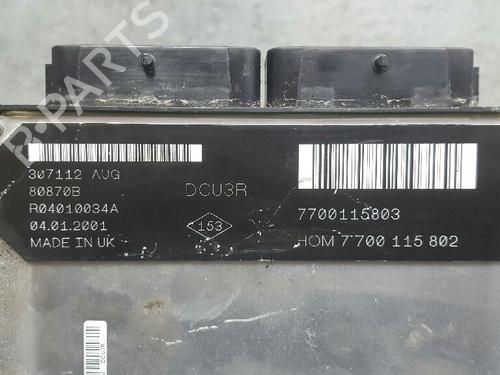 B-PARTS
307112 AUG
80870B
DCU3R
R04010034A
7700115803
04.01.2001
153
MADE IN UK
HOM 7 700 115 802
DCU3R